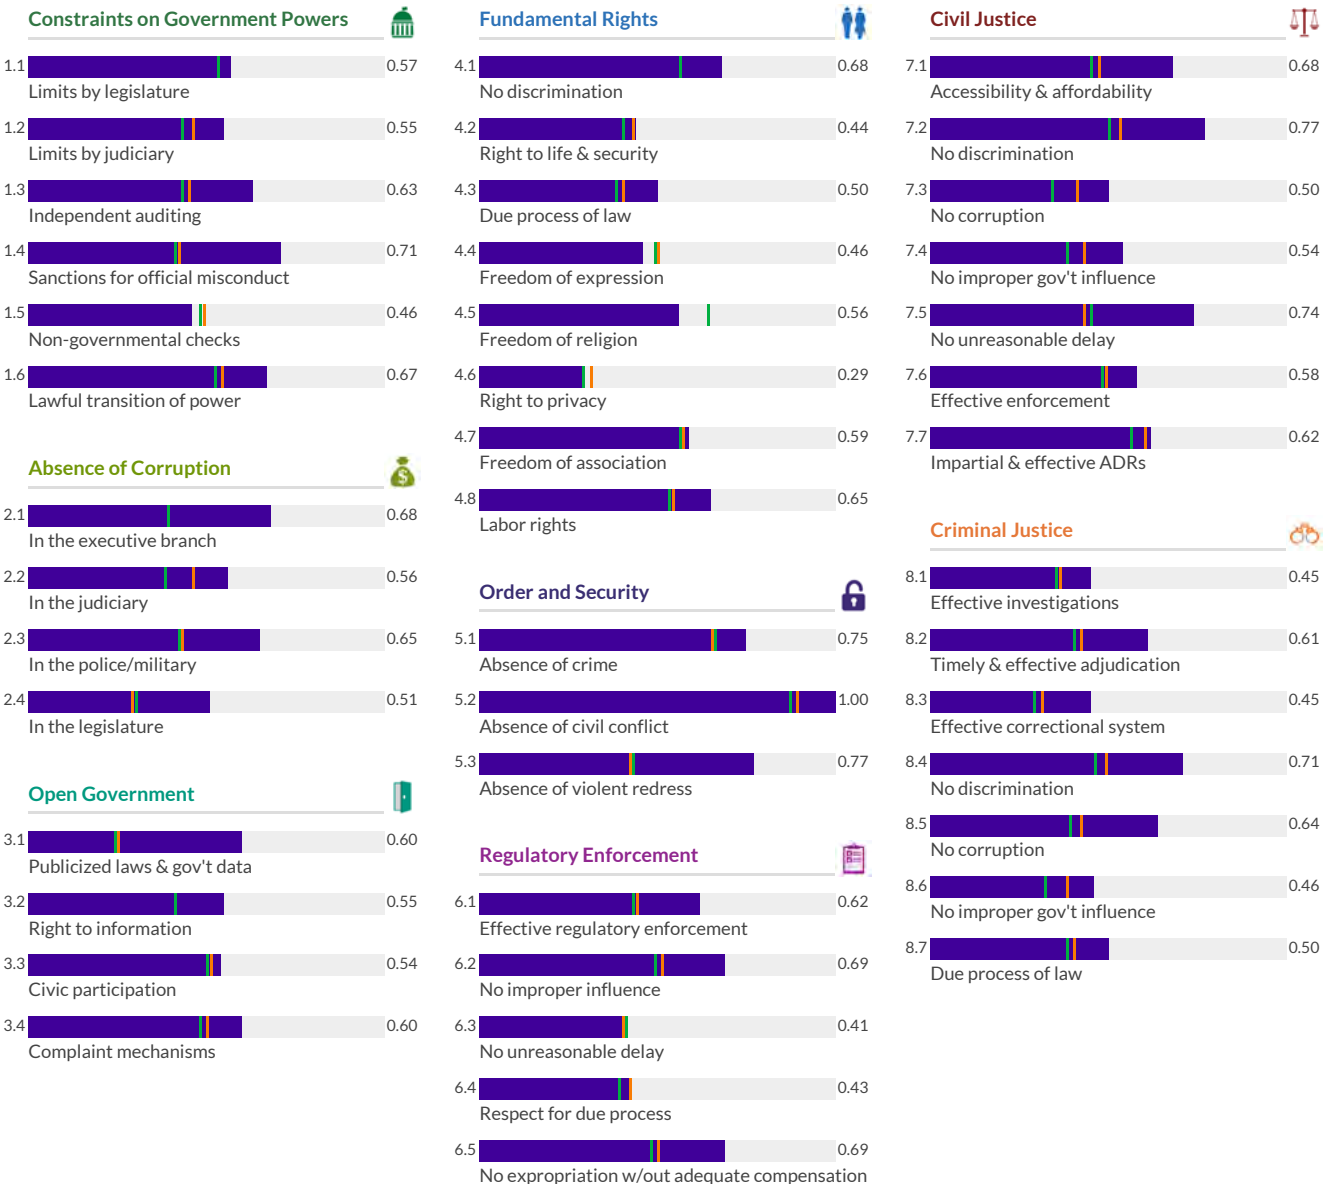 Constraints on Government Powers
1.1 0.57
Limits by legislature
1.2 0.55
Limits by judiciary
1.3 0.63
Independent auditing
1.4 0.71
Sanctions for official misconduct
1.5 0.46
Non-governmental checks
1.6 0.67
Lawful transition of power
Absence of Corruption
2.1 0.68
In the executive branch
2.2 0.56
In the judiciary
2.3 0.65
In the police/military
2.4 0.51
In the legislature
Open Government
3.1 0.60
Publicized laws & gov't data
3.2 0.55
Right to information
3.3 0.54
Civic participation
3.4 0.60
Complaint mechanisms
Fundamental Rights
4.1 0.68
No discrimination
4.2 0.44
Right to life & security
4.3 0.50
Due process of law
4.4 0.46
Freedom of expression
4.5 0.56
Freedom of religion
4.6 0.29
Right to privacy
4.7 0.59
Freedom of association
4.8 0.65
Labor rights
Order and Security
5.1 0.75
Absence of crime
5.2 1.00
Absence of civil conflict
5.3 0.77
Absence of violent redress
Regulatory Enforcement
6.1 0.62
Effective regulatory enforcement
6.2 0.69
No improper influence
6.3 0.41
No unreasonable delay
6.4 0.43
Respect for due process
6.5 0.69
No expropriation w/out adequate compensation
Civil Justice
7.1 0.68
Accessibility & affordability
7.2 0.77
No discrimination
7.3 0.50
No corruption
7.4 0.54
No improper gov't influence
7.5 0.74
No unreasonable delay
7.6 0.58
Effective enforcement
7.7 0.62
Impartial & effective ADRs
Criminal Justice
8.1 0.45
Effective investigations
8.2 0.61
Timely & effective adjudication
8.3 0.45
Effective correctional system
8.4 0.71
No discrimination
8.5 0.64
No corruption
8.6 0.46
No improper gov't influence
8.7 0.50
Due process of law